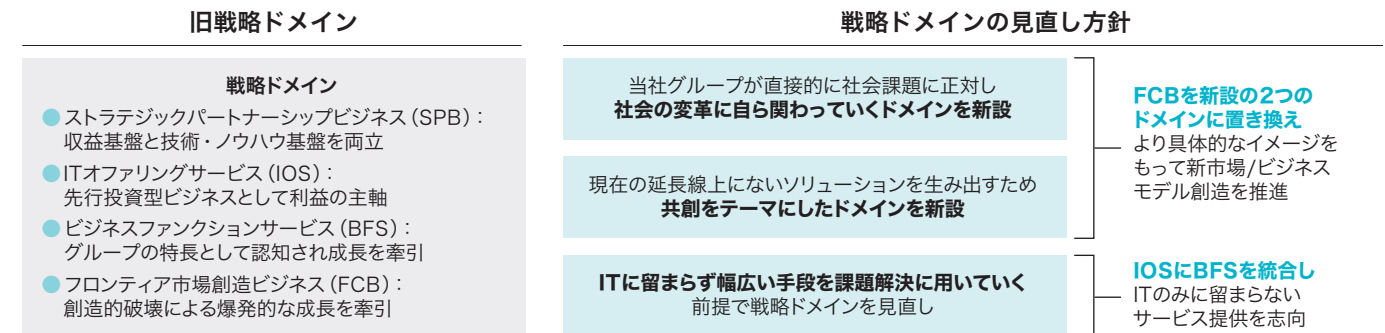 旧戦略ドメイン
戦略ドメイン
●ストラテジックパートナーシップビジネス(SPB):
収益基盤と技術・ノウハウ基盤を両立
●ITオファリングサービス(IOS):
先行投資型ビジネスとして利益の主軸
●ビジネスファンクションサービス(BFS):
グループの特長として認知され成長を牽引
●フロンティア市場創造ビジネス(FCB):
創造的破壊による爆発的な成長を牽引
戦略ドメインの見直し方針
当社グループが直接的に社会課題に正対し
社会の変革に自ら関わっていくドメインを新設
現在の延長線上にないソリューションを生み出すため
共創をテーマにしたドメインを新設
FCBを新設の2つの
ドメインに置き換え
より具体的なイメージを
もって新市場/ビジネス
モデル創造を推進
ITに留まらず幅広い手段を課題解決に用いていく
前提で戦略ドメインを見直し
IOSにBFSを統合し
ITのみに留まらない
サービス提供を志向